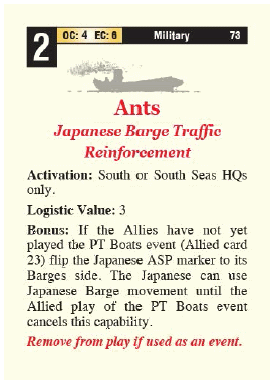 2 OC: 4 EC: 6 Military 73
Ants
Japanese Barge Traffic
Reinforcement
Activation: South or South Seas HQs
only.
Logistic Value: 3
Bonus: If the Allies have not yet
played the PT Boats event (Allied card
23) flip the Japanese ASP marker to its
Barges side. The Japanese can use
Japanese Barge movement until the
Allied play of the PT Boats event
cancels this capability.
Remove from play if used as an event.